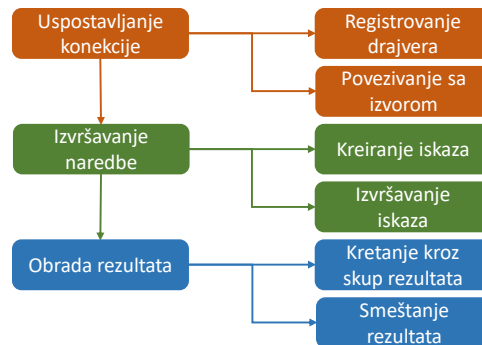 Uspostavljanje
konekcije
Registrovanje
drajvera
Povezivanje sa
izvorom
Izvršavanje
naredbe
Kreiranje iskaza
Izvršavanje
iskaza
Obrada rezultata
Kretanje kroz
skup rezultata
Smeštanje
rezultata